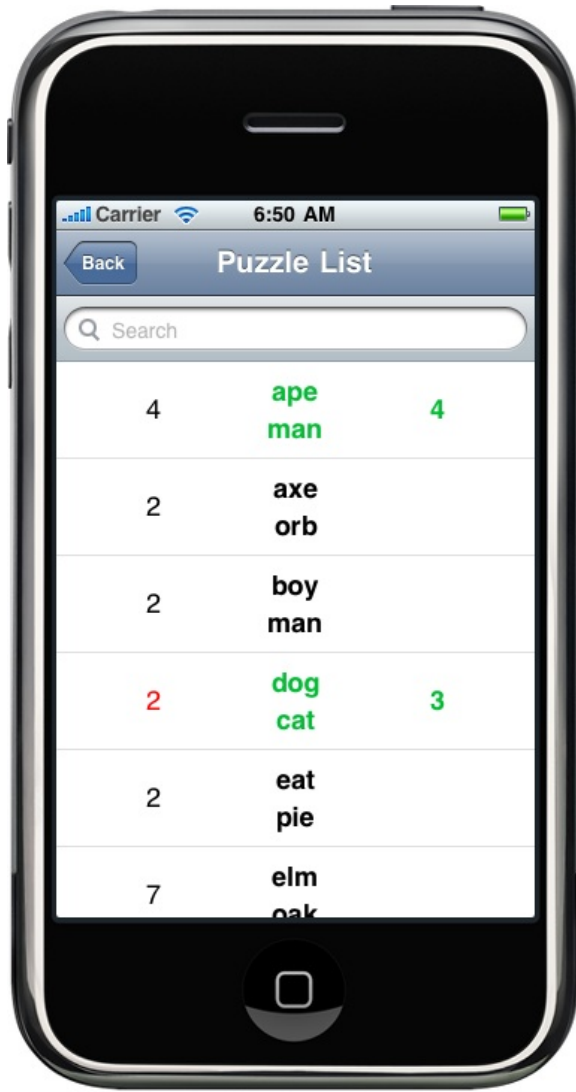 Carrier 6:50 AM
Back Puzzle List
Search
4 ape man 4
2 axe orb
2 boy man
2 dog cat 3
2 eat pie
7 elm oak